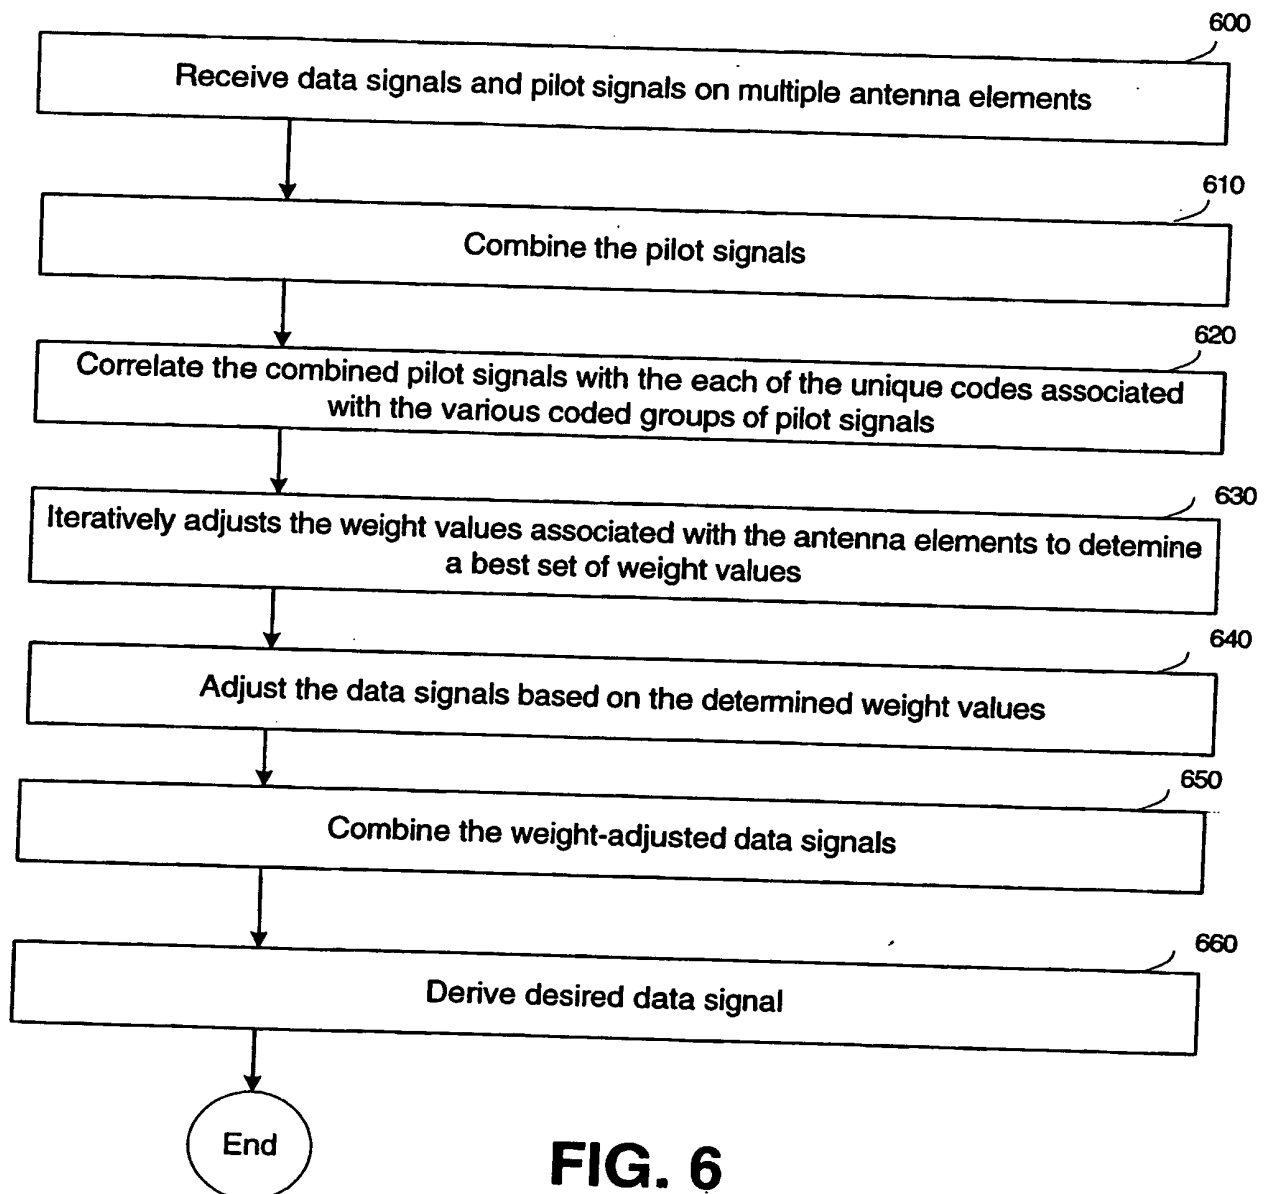 600
Receive data signals and pilot signals on multiple antenna elements
610
Combine the pilot signals
620
Correlate the combined pilot signals with the each of the unique codes associated
with the various coded groups of pilot signals
630
Iteratively adjusts the weight values associated with the antenna elements to detemine
a best set of weight values
640
Adjust the data signals based on the determined weight values
650
Combine the weight-adjusted data signals
660
Derive desired data signal
End
FIG. 6